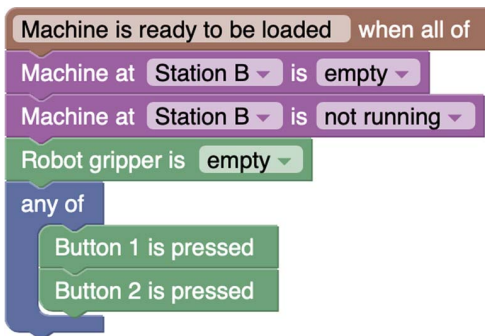 Machine is ready to be loaded when all of
Machine at Station B is empty
Machine at Station B is not running
Robot gripper is empty
any of
Button 1 is pressed
Button 2 is pressed